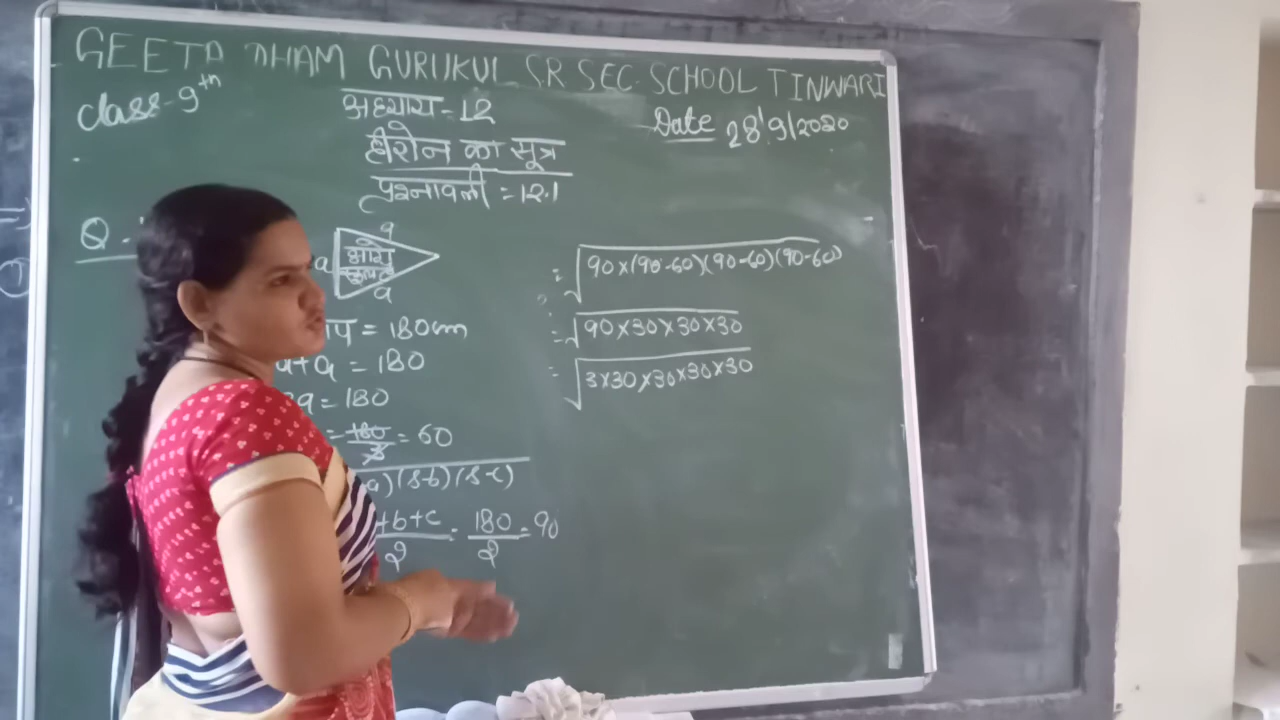 GEETA DHAM GURUKUL SR SEC. SCHOOL TINWARI
class-9th
अध्याय-12
Date 28/9/2020
हीरोन का सूत्र
प्रश्नावली=12.1
Q.
a
a
a
= 180cm
a+a = 180
= 180
= 180/3 = 60
a)(s-b)(s-c)
+b+c/2 = 180/2 = 90
= √90×(90-60)(90-60)(90-60)
= √90×30×30×30
= √3×30×30×30×30